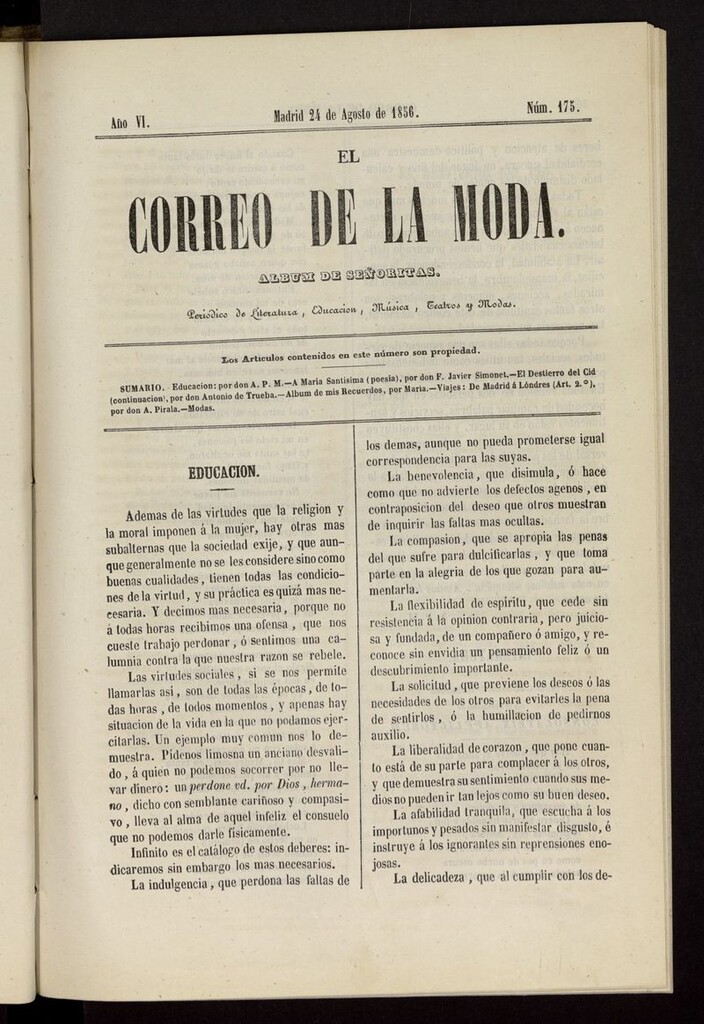 Año VI.
Madrid 24 de Agosto de 1856.
Núm. 175.
EL
CORREO DE LA MODA.
ALBUM DE SEÑORITAS.
Periódico de Literatura, Educacion, Música, Teatros y Modas.
Los Articulos contenidos en este número son propiedad.
SUMARIO. Educacion: por don A. P. M.—A Maria Santisima (poesia), por don F. Javier Simonet.—El Destierro del Cid
(continuacion), por don Antonio de Trueba.—Album de mis Recuerdos, por Maria.—Viajes: De Madrid á Lóndres (Art. 2.º),
por don A. Pirala.—Modas.
EDUCACION.
Ademas de las virtudes que la religion y
la moral imponen á la mujer, hay otras mas
subalternas que la sociedad exije, y que aun-
que generalmente no se les considere sino como
buenas cualidades, tienen todas las condicio-
nes de la virtud, y su práctica es quizá mas ne-
cesaria. Y decimos mas necesaria, porque no
á todas horas recibimos una ofensa, que nos
cueste trabajo perdonar, ó sentimos una ca-
lumnia contra la que nuestra razon se rebele.
Las virtudes sociales, si se nos permite
llamarlas asi, son de todas las épocas, de to-
das horas, de todos momentos, y apenas hay
situacion de la vida en la que no podamos ejer-
citarlas. Un ejemplo muy comun nos lo de-
muestra. Pídenos limosna un anciano desvali-
do, á quien no podemos socorrer por no lle-
var dinero: un perdone vd. por Dios, herma-
no, dicho con semblante cariñoso y compasi-
vo, lleva al alma de aquel infeliz el consuelo
que no podemos darle físicamente.
Infinito es el catálogo de estos deberes: in-
dicaremos sin embargo los mas necesarios.
La indulgencia, que perdona las faltas de
los demas, aunque no pueda prometerse igual
correspondencia para las suyas.
La benevolencia, que disimula, ó hace
como que no advierte los defectos agenos, en
contraposicion del deseo que otros muestran
de inquirir las faltas mas ocultas.
La compasion, que se apropia las penas
del que sufre para dulcificarlas, y que toma
parte en la alegria de los que gozan para au-
mentarla.
La flexibilidad de espiritu, que cede sin
resistencia á la opinion contraria, pero juicio-
sa y fundada, de un compañero ó amigo, y re-
conoce sin envidia un pensamiento feliz ó un
descubrimiento importante.
La solicitud, que previene los deseos ó las
necesidades de los otros para evitarles la pena
de sentirlos, ó la humillacion de pedirnos
auxilio.
La liberalidad de corazon, que pone cuan-
to está de su parte para complacer á los otros,
y que demuestra su sentimiento cuando sus me-
dios no pueden ir tan lejos como su buen deseo.
La afabilidad tranquila, que escucha á los
importunos y pesados sin manifestar disgusto, é
instruye á los ignorantes sin reprensiones eno-
josas.
La delicadeza, que al cumplir con los de-